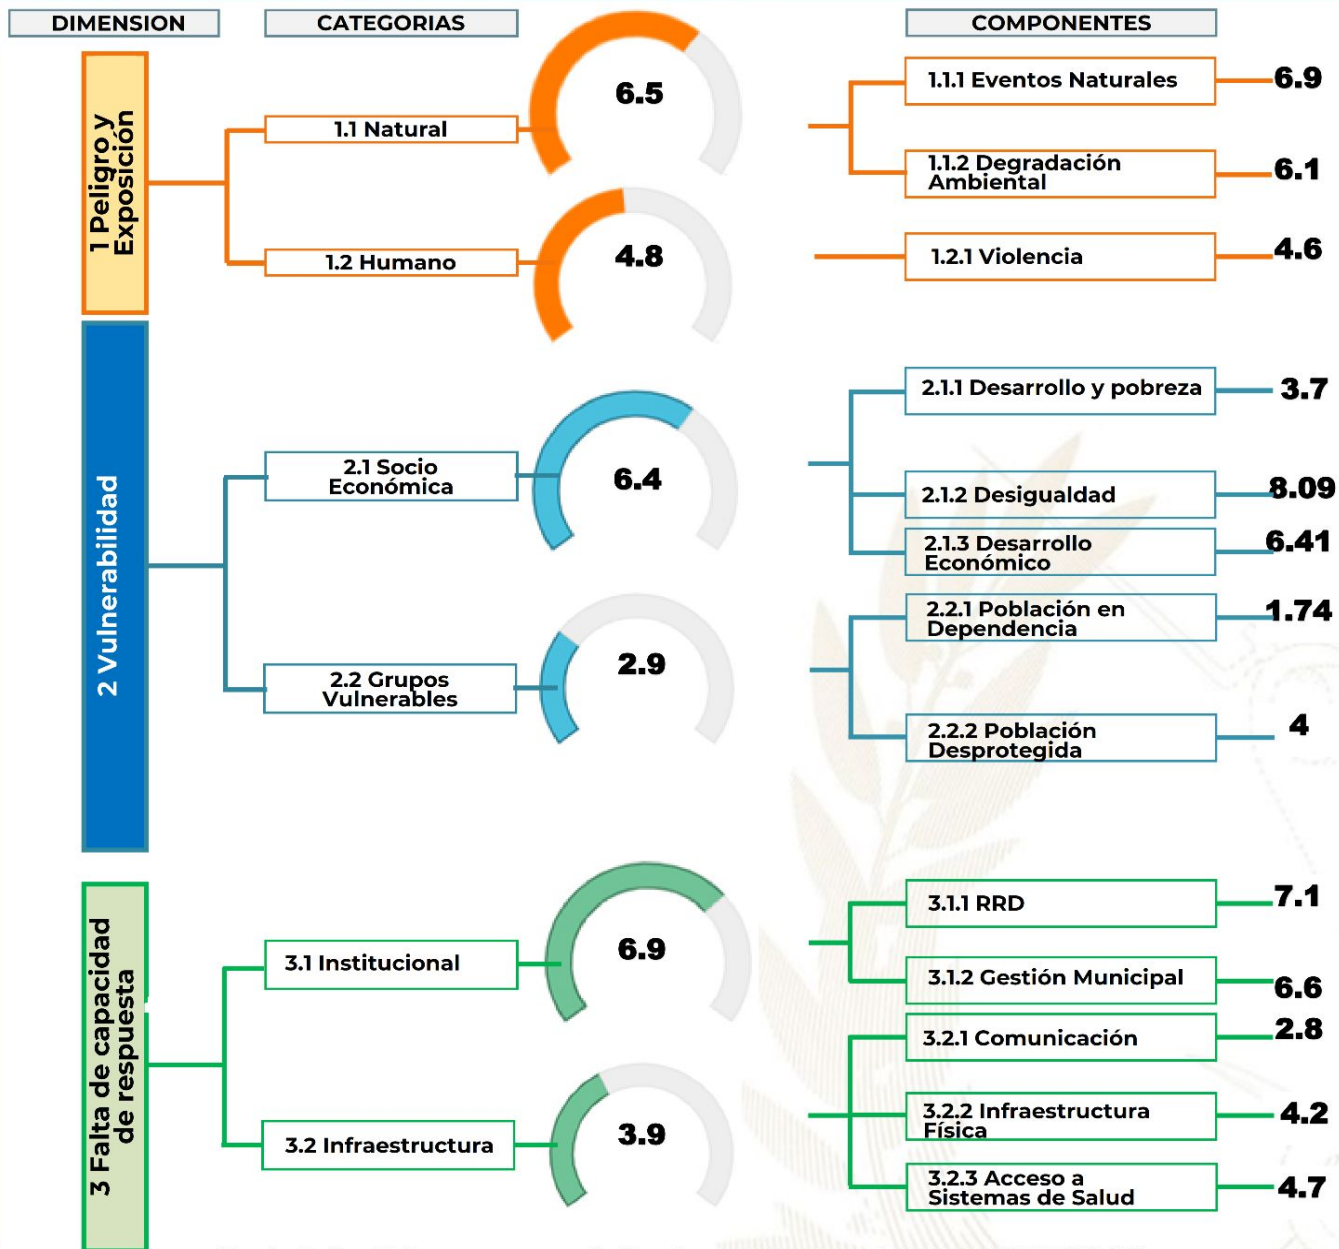 DIMENSION
CATEGORIAS
COMPONENTES
1 Peligro y
Exposición
1.1 Natural
6.5
1.1.1 Eventos Naturales
6.9
1.1.2 Degradación
Ambiental
6.1
1.2 Humano
4.8
1.2.1 Violencia
4.6
2 Vulnerabilidad
2.1 Socio
Económica
6.4
2.1.1 Desarrollo y pobreza
3.7
2.1.2 Desigualdad
8.09
2.1.3 Desarrollo
Económico
6.41
2.2 Grupos
Vulnerables
2.9
2.2.1 Población en
Dependencia
1.74
2.2.2 Población
Desprotegida
4
3 Falta de capacidad
de respuesta
3.1 Institucional
6.9
3.1.1 RRD
7.1
3.1.2 Gestión Municipal
6.6
3.2 Infraestructura
3.9
3.2.1 Comunicación
2.8
3.2.2 Infraestructura
Física
4.2
3.2.3 Acceso a
Sistemas de Salud
4.7